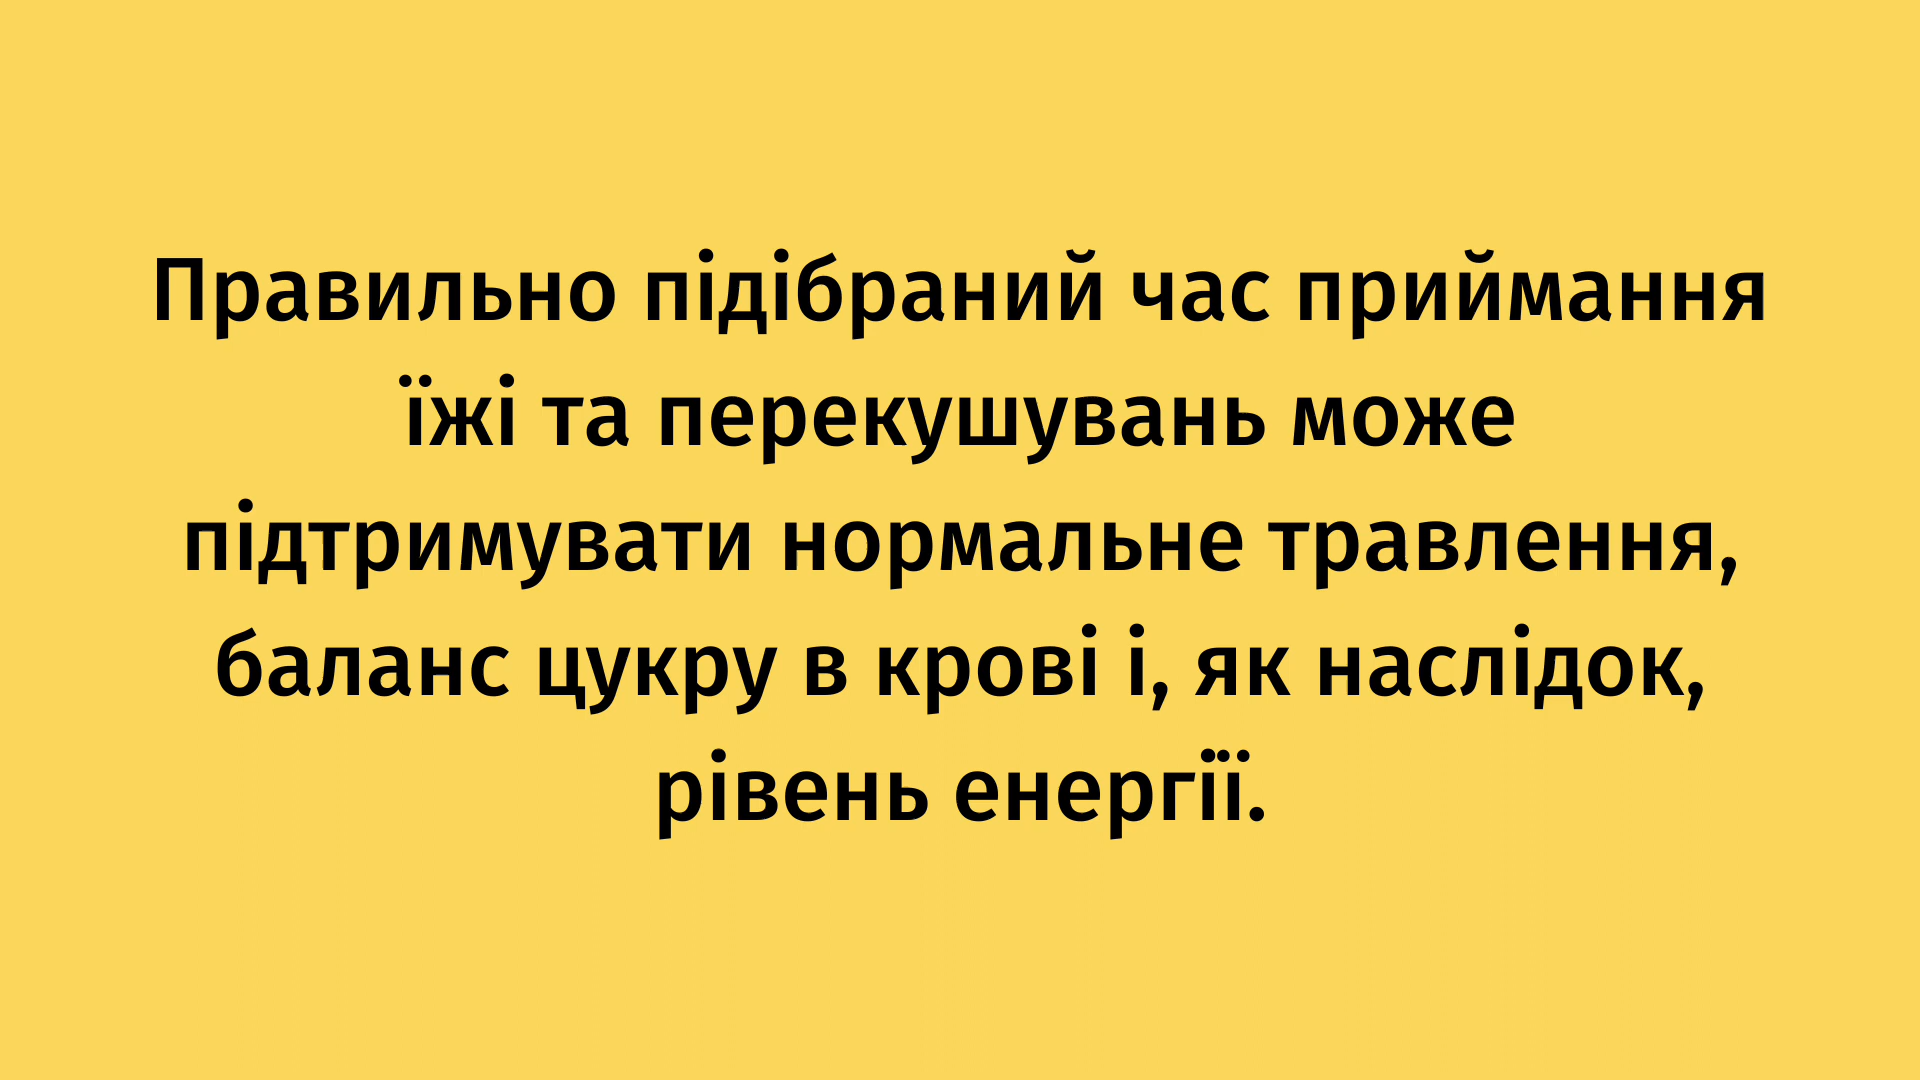 Правильно підібраний час приймання
їжі та перекушувань може
підтримувати нормальне травлення,
баланс цукру в крові і, як наслідок,
рівень енергії.